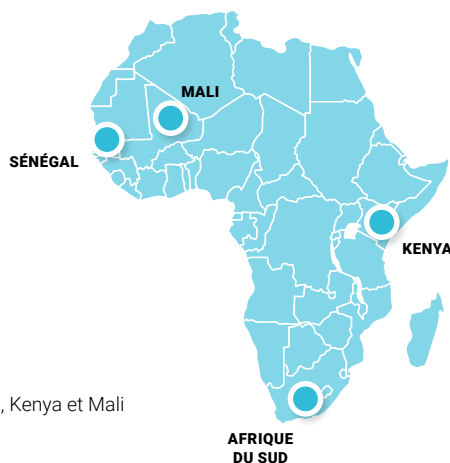 MALI
SÉNÉGAL
KENYA
, Kenya et Mali
AFRIQUE
DU SUD